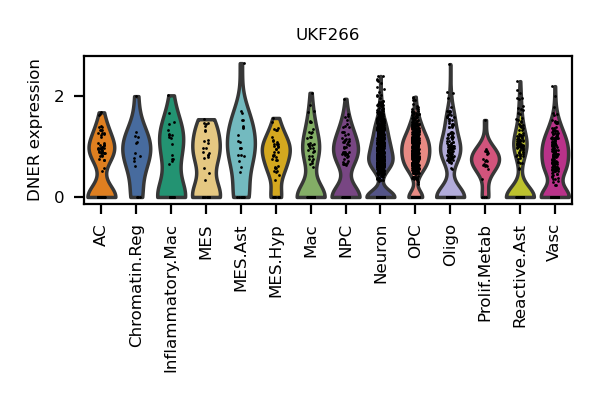 UKF266
DNER expression
2
0
AC
Chromatin.Reg
Inflammatory.Mac
MES
MES.Ast
MES.Hyp
Mac
NPC
Neuron
OPC
Oligo
Prolif.Metab
Reactive.Ast
Vasc